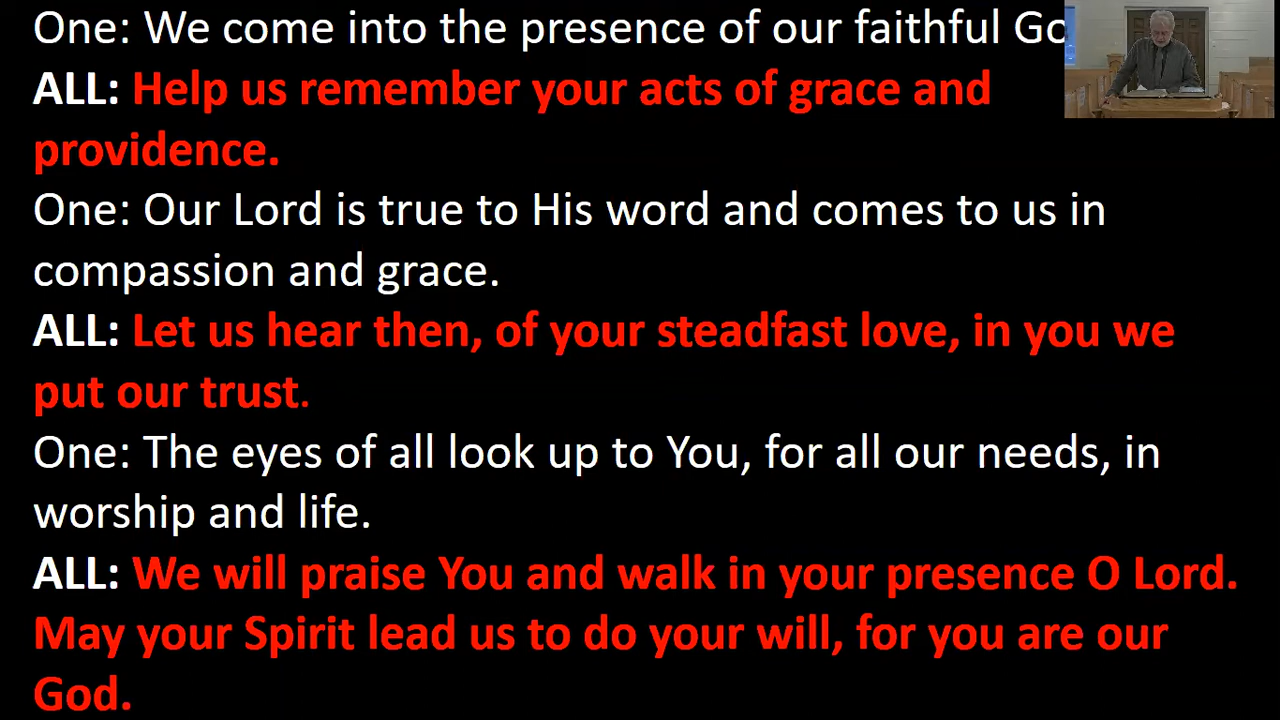 One: We come into the presence of our faithful Go
ALL: Help us remember your acts of grace and
providence.
One: Our Lord is true to His word and comes to us in
compassion and grace.
ALL: Let us hear then, of your steadfast love, in you we
put our trust.
One: The eyes of all look up to You, for all our needs, in
worship and life.
ALL: We will praise You and walk in your presence O Lord.
May your Spirit lead us to do your will, for you are our
God.